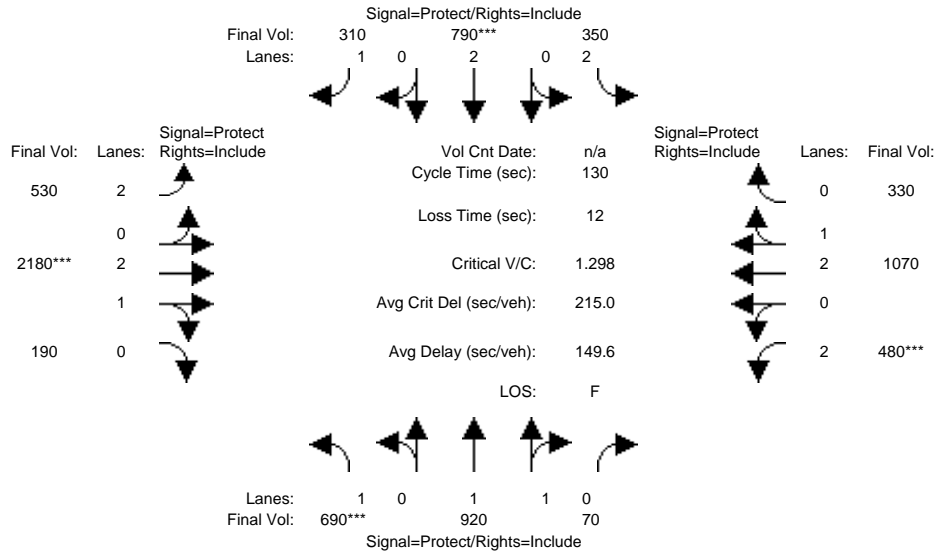 Signal=Protect/Rights=Include
Final Vol: 310 790*** 350
Lanes: 1 0 2 0 2
Signal=Protect Signal=Protect
Final Vol: Lanes: Rights=Include Vol Cnt Date: n/a Rights=Include Lanes: Final Vol:
Cycle Time (sec): 130
530 2 0 330
Loss Time (sec): 12
0 1
2180*** 2 Critical V/C: 1.298 2 1070
1 Avg Crit Del (sec/veh): 215.0 0
190 0 Avg Delay (sec/veh): 149.6 2 480***
LOS: F
Lanes: 1 0 1 1 0
Final Vol: 690*** 920 70
Signal=Protect/Rights=Include